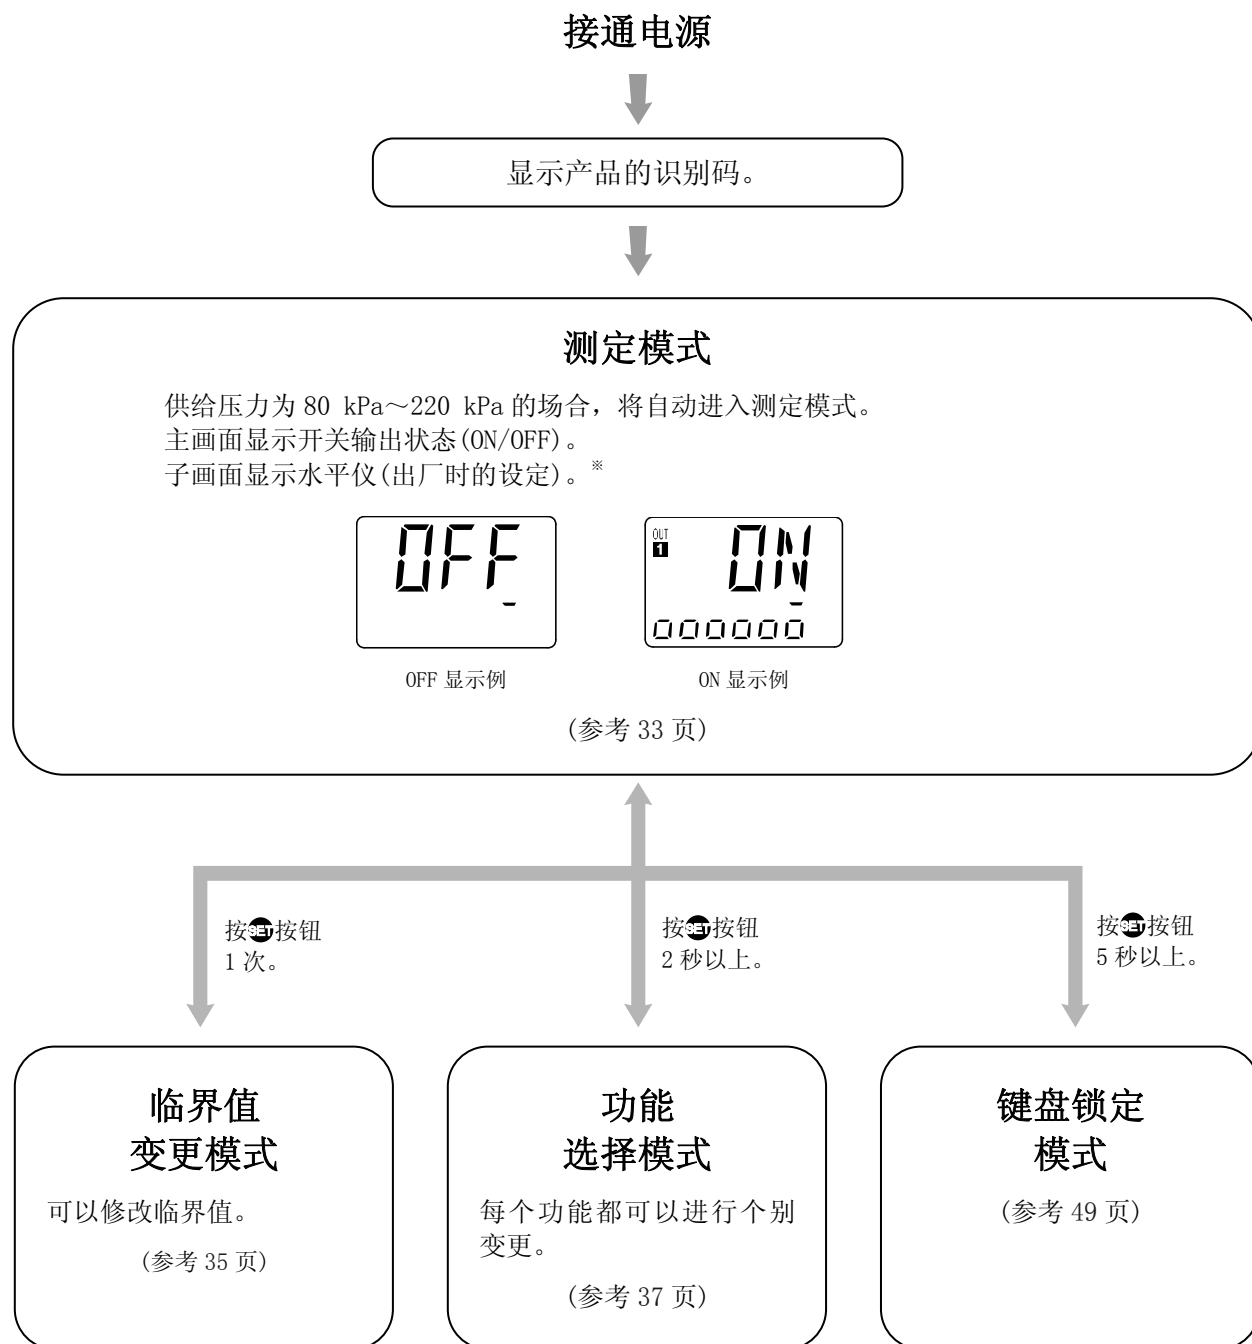 接通电源
显示产品的识别码。
测定模式
供给压力为 80 kPa～220 kPa 的场合，将自动进入测定模式。
主画面显示开关输出状态(ON/OFF)。
子画面显示水平仪(出厂时的设定)。※
OFF
OUT
1
ON
000000
OFF 显示例
ON 显示例
(参考 33 页)
按SET按钮
1 次。
按SET按钮
2 秒以上。
按SET按钮
5 秒以上。
临界值
变更模式
可以修改临界值。
(参考 35 页)
功能
选择模式
每个功能都可以进行个别
变更。
(参考 37 页)
键盘锁定
模式
(参考 49 页)